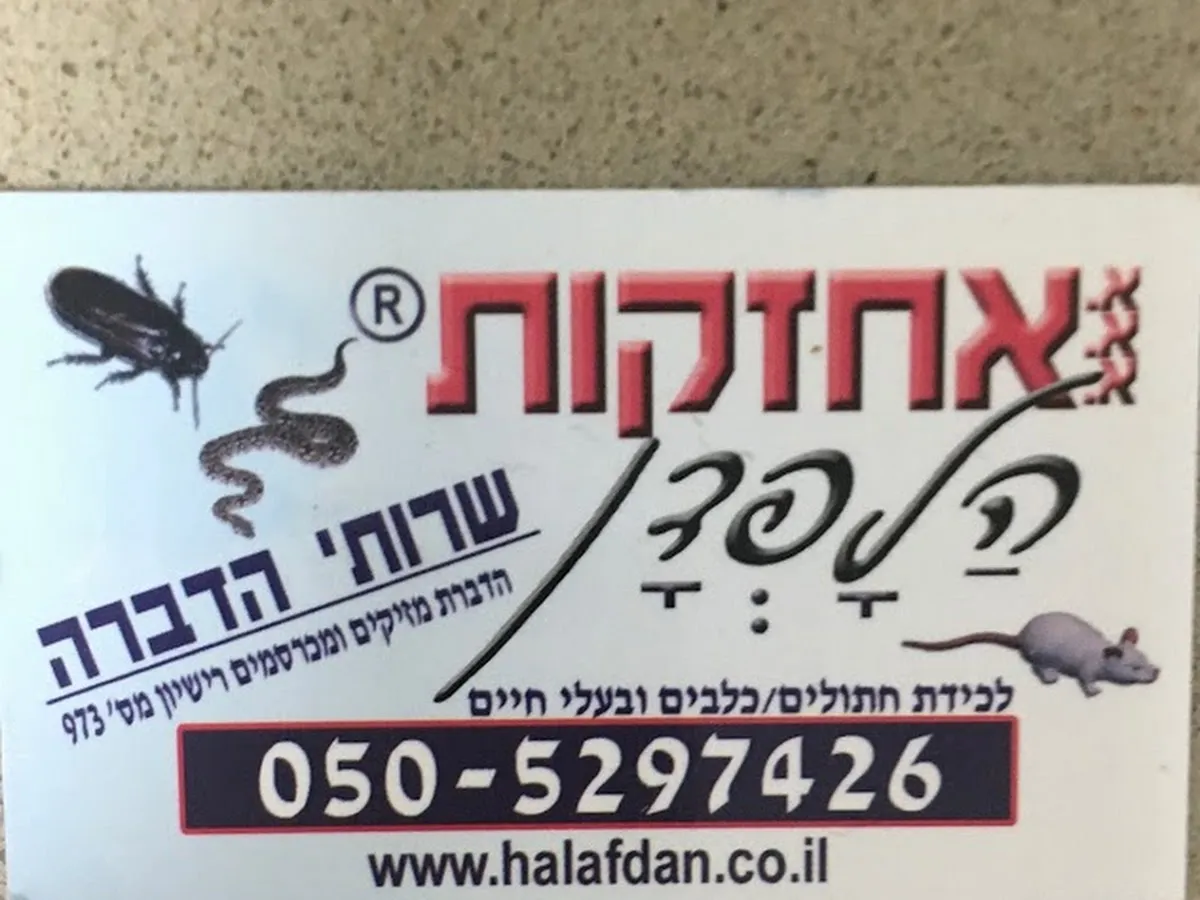 אאא אחזקות ®
הַלָפְדָן
שרותי הדברה
הדברת מזיקים ומכרסמים רישיון מס' 973
לכידת חתולים/כלבים ובעלי חיים
050-5297426
www.halafdan.co.il